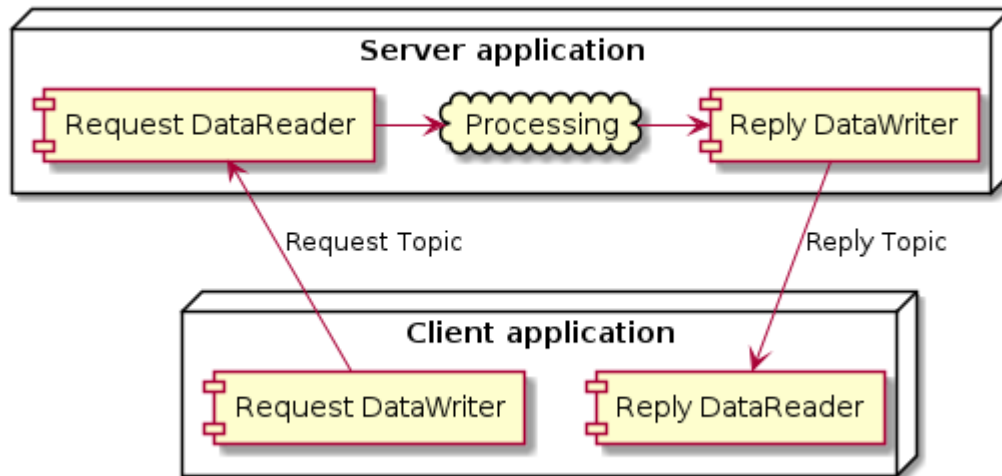 Server application
Request DataReader
Processing
Reply DataWriter
Request Topic
Reply Topic
Client application
Request DataWriter
Reply DataReader